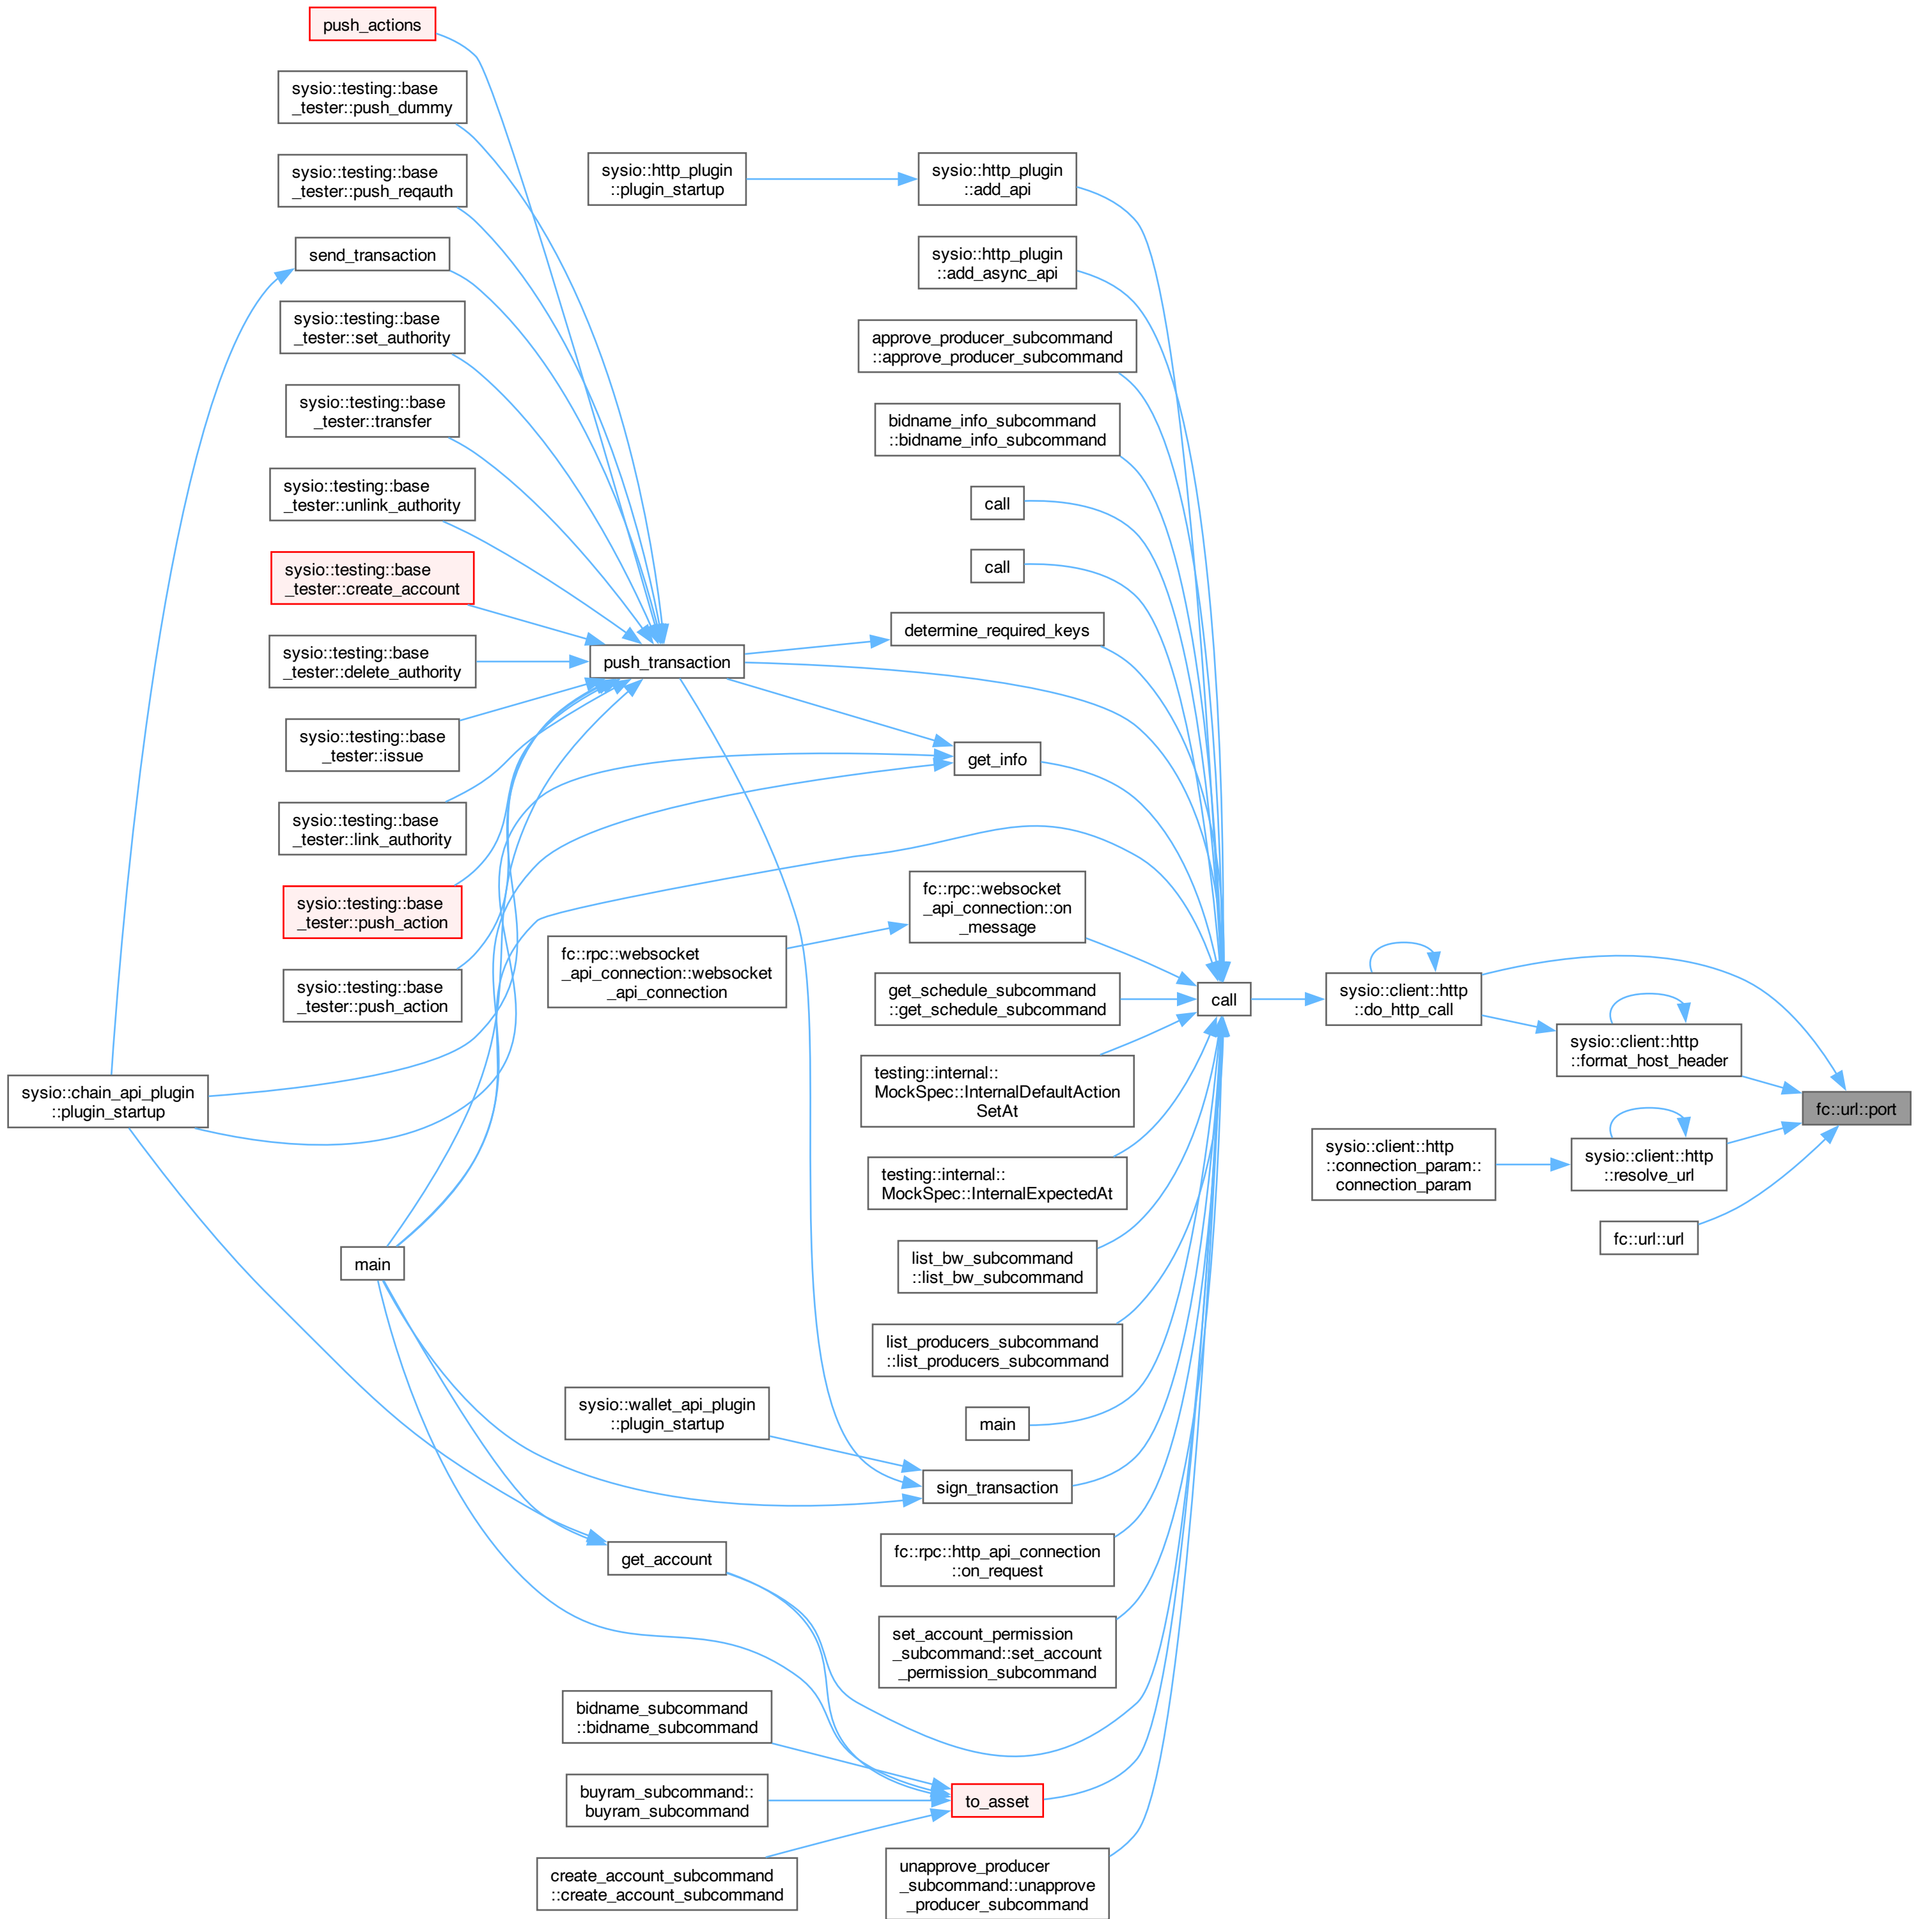 push_actions
sysio::testing::base
_tester::push_dummy
sysio::testing::base
_tester::push_reqauth
send_transaction
sysio::testing::base
_tester::set_authority
sysio::testing::base
_tester::transfer
sysio::testing::base
_tester::unlink_authority
sysio::testing::base
_tester::create_account
sysio::testing::base
_tester::delete_authority
sysio::testing::base
_tester::issue
sysio::testing::base
_tester::link_authority
sysio::testing::base
_tester::push_action
sysio::testing::base
_tester::push_action
sysio::chain_api_plugin
::plugin_startup
main
sysio::http_plugin
::plugin_startup
push_transaction
fc::rpc::websocket
_api_connection::websocket
_api_connection
sysio::wallet_api_plugin
::plugin_startup
get_account
bidname_subcommand
::bidname_subcommand
buyram_subcommand::
buyram_subcommand
create_account_subcommand
::create_account_subcommand
sysio::http_plugin
::add_api
sysio::http_plugin
::add_async_api
approve_producer_subcommand
::approve_producer_subcommand
bidname_info_subcommand
::bidname_info_subcommand
call
call
determine_required_keys
get_info
fc::rpc::websocket
_api_connection::on
_message
get_schedule_subcommand
::get_schedule_subcommand
testing::internal::
MockSpec::InternalDefaultAction
SetAt
testing::internal::
MockSpec::InternalExpectedAt
list_bw_subcommand
::list_bw_subcommand
list_producers_subcommand
::list_producers_subcommand
main
sign_transaction
fc::rpc::http_api_connection
::on_request
set_account_permission
_subcommand::set_account
_permission_subcommand
to_asset
unapprove_producer
_subcommand::unapprove
_producer_subcommand
call
sysio::client::http
::do_http_call
sysio::client::http
::connection_param::
connection_param
sysio::client::http
::format_host_header
sysio::client::http
::resolve_url
fc::url::url
fc::url::port